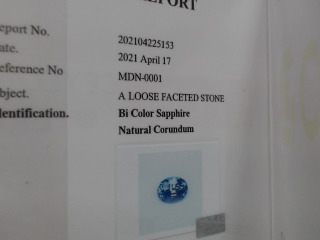 REPORT
eport No. 202104225153
ate. 2021 April 17
eference No MDN-0001
bject. A LOOSE FACETED STONE
dentification. Bi Color Sapphire
Natural Corundum